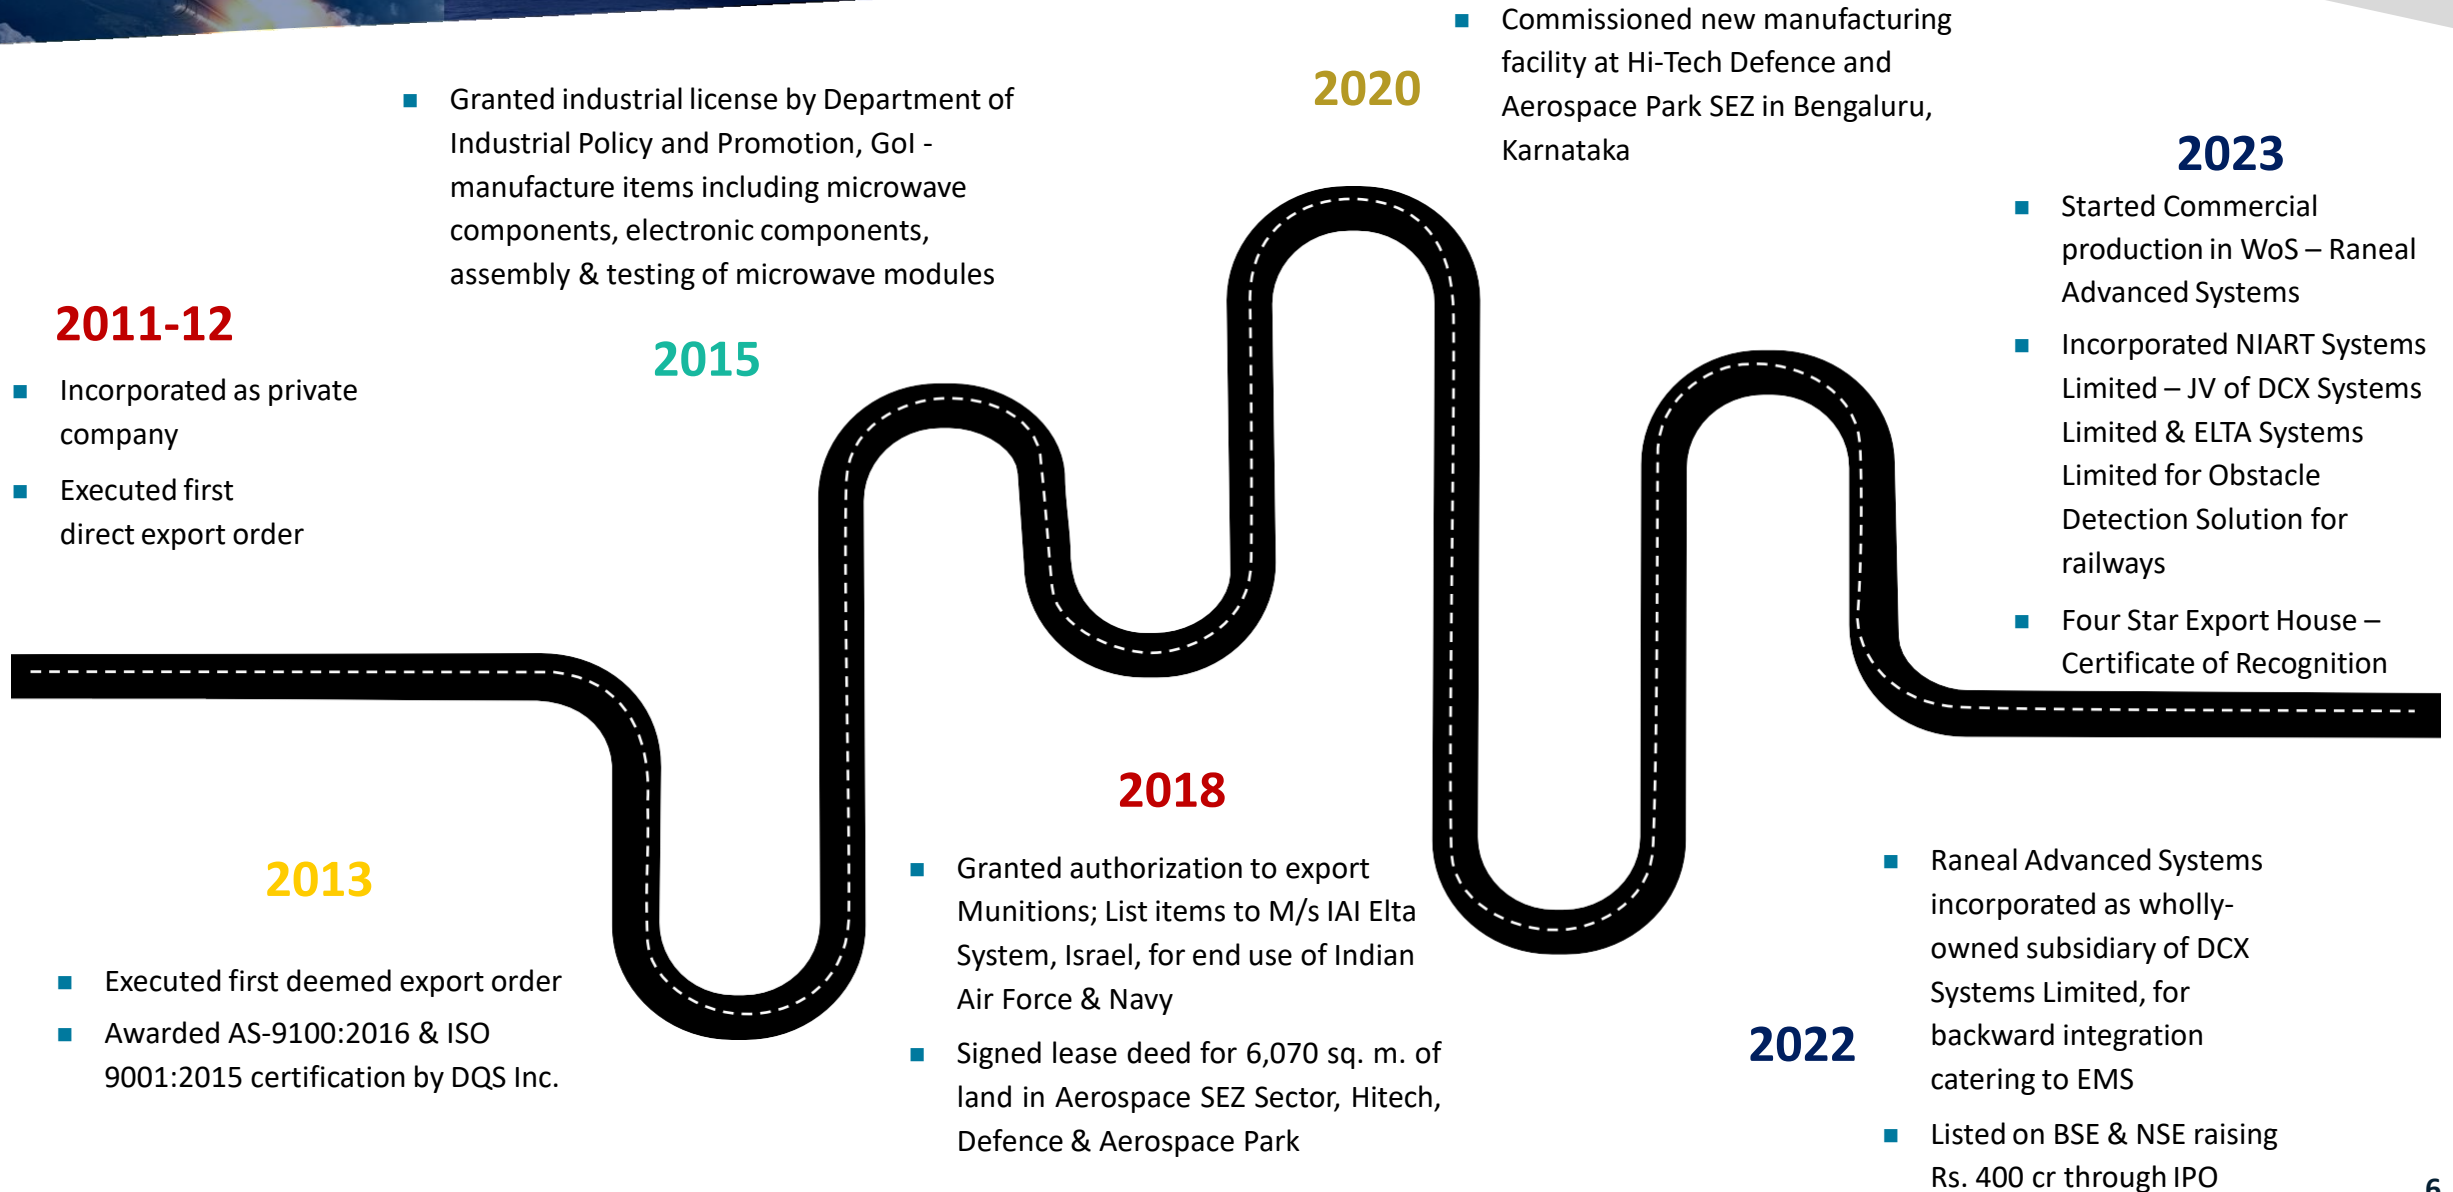 2011-12
Incorporated as private
company
Executed first
direct export order
2013
Executed first deemed export order
Awarded AS-9100:2016 & ISO
9001:2015 certification by DQS Inc.
Granted industrial license by Department of
Industrial Policy and Promotion, GoI -
manufacture items including microwave
components, electronic components,
assembly & testing of microwave modules
2015
2018
Granted authorization to export
Munitions; List items to M/s IAI Elta
System, Israel, for end use of Indian
Air Force & Navy
Signed lease deed for 6,070 sq. m. of
land in Aerospace SEZ Sector, Hitech,
Defence & Aerospace Park
2020
Commissioned new manufacturing
facility at Hi-Tech Defence and
Aerospace Park SEZ in Bengaluru,
Karnataka
2022
Raneal Advanced Systems
incorporated as wholly-
owned subsidiary of DCX
Systems Limited, for
backward integration
catering to EMS
Listed on BSE & NSE raising
Rs. 400 cr through IPO
2023
Started Commercial
production in WoS – Raneal
Advanced Systems
Incorporated NIART Systems
Limited – JV of DCX Systems
Limited & ELTA Systems
Limited for Obstacle
Detection Solution for
railways
Four Star Export House –
Certificate of Recognition
6